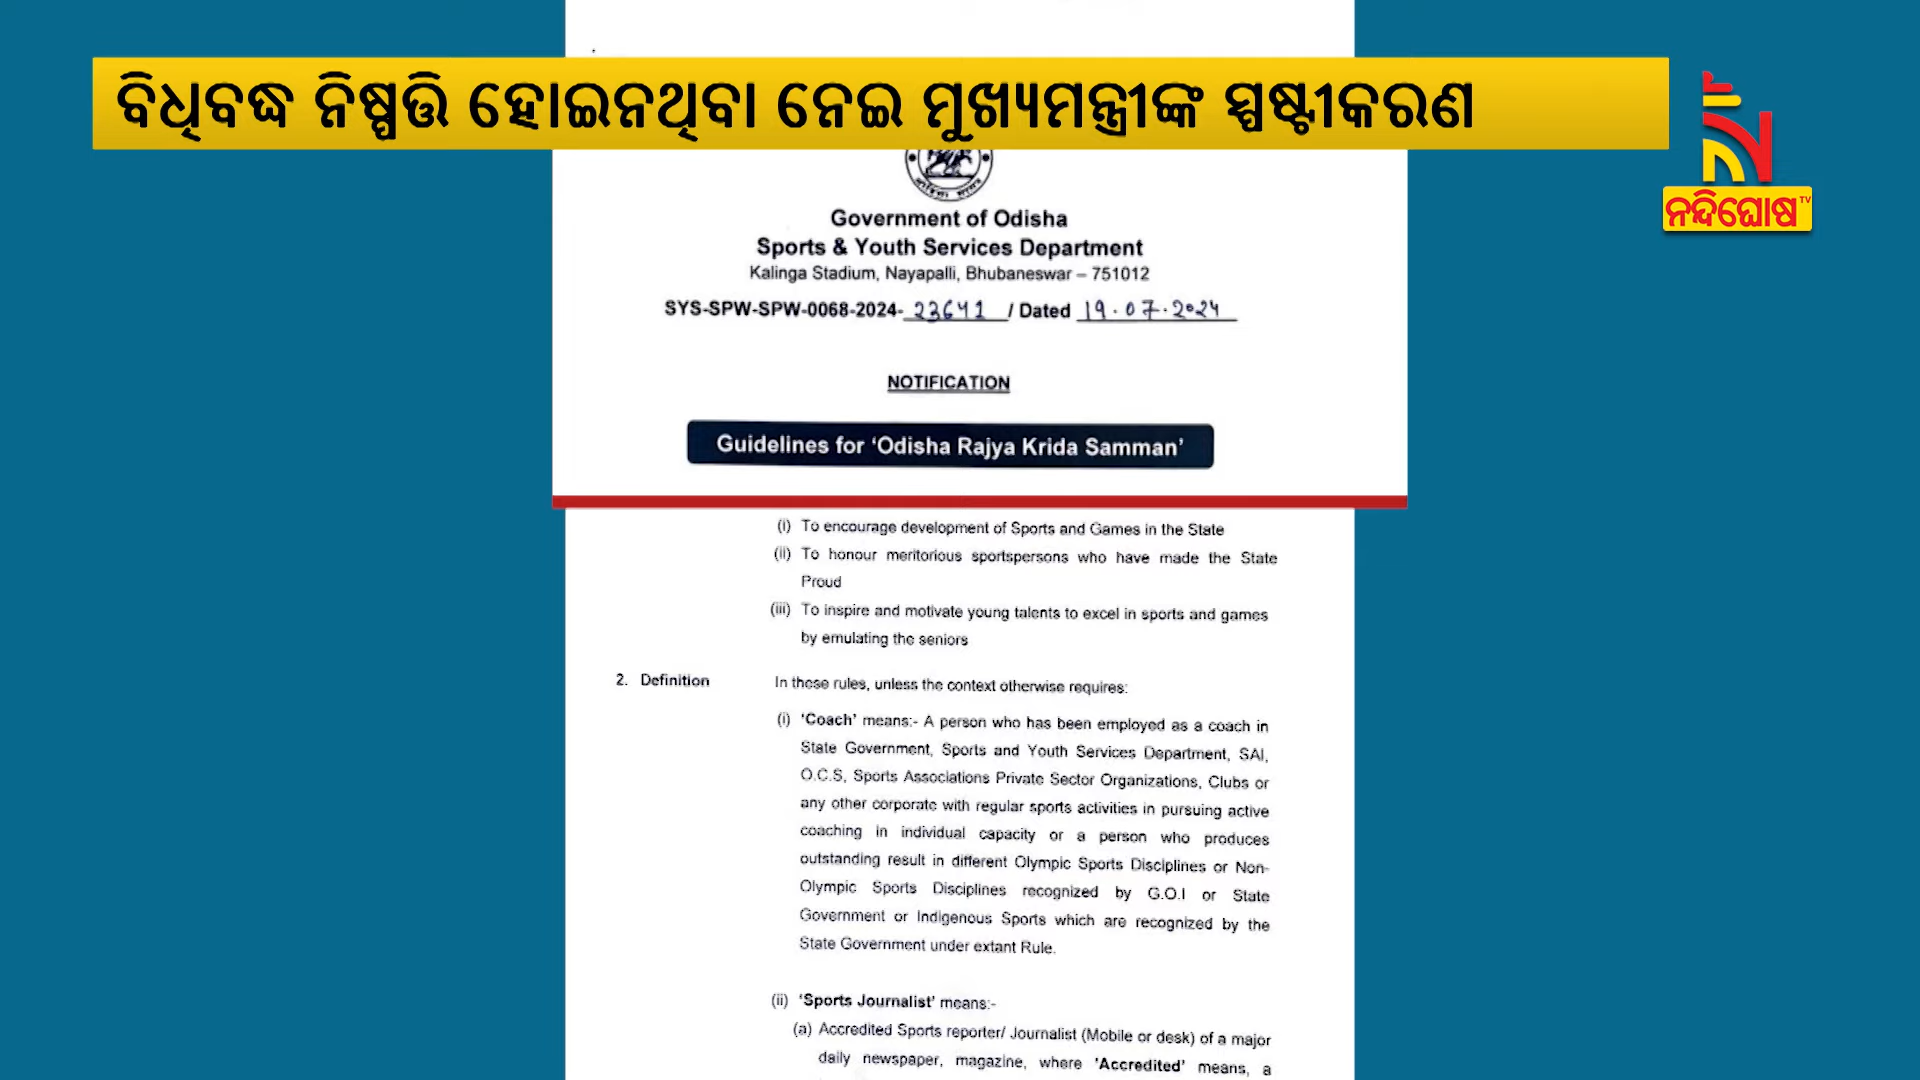 ବିଧିବଦ୍ଧ ନିଷ୍ପତ୍ତି ହୋଇନଥିବା ନେଇ ମୁଖ୍ୟମନ୍ତ୍ରୀଙ୍କ ସ୍ପଷ୍ଟୀକରଣ
ନନ୍ଦିଘୋଷ TV
Government of Odisha
Sports & Youth Services Department
Kalinga Stadium, Nayapalli, Bhubaneswar – 751012
SYS-SPW-SPW-0068-2024- 23641 / Dated 19.07.2024
NOTIFICATION
Guidelines for ‘Odisha Rajya Krida Samman’
(i) To encourage development of Sports and Games in the State
(ii) To honour meritorious sportspersons who have made the State
Proud
(iii) To inspire and motivate young talents to excel in sports and games
by emulating the seniors
2. Definition In these rules, unless the context otherwise requires:
(i) ‘Coach’ means:- A person who has been employed as a coach in
State Government, Sports and Youth Services Department, SAI,
O.C.S, Sports Associations Private Sector Organizations, Clubs or
any other corporate with regular sports activities in pursuing active
coaching in individual capacity or a person who produces
outstanding result in different Olympic Sports Disciplines or Non-
Olympic Sports Disciplines recognized by G.O.I or State
Government or Indigenous Sports which are recognized by the
State Government under extant Rule.
(ii) ‘Sports Journalist’ means:-
(a) Accredited Sports reporter/ Journalist (Mobile or desk) of a major
daily newspaper, magazine, where ‘Accredited’ means, a